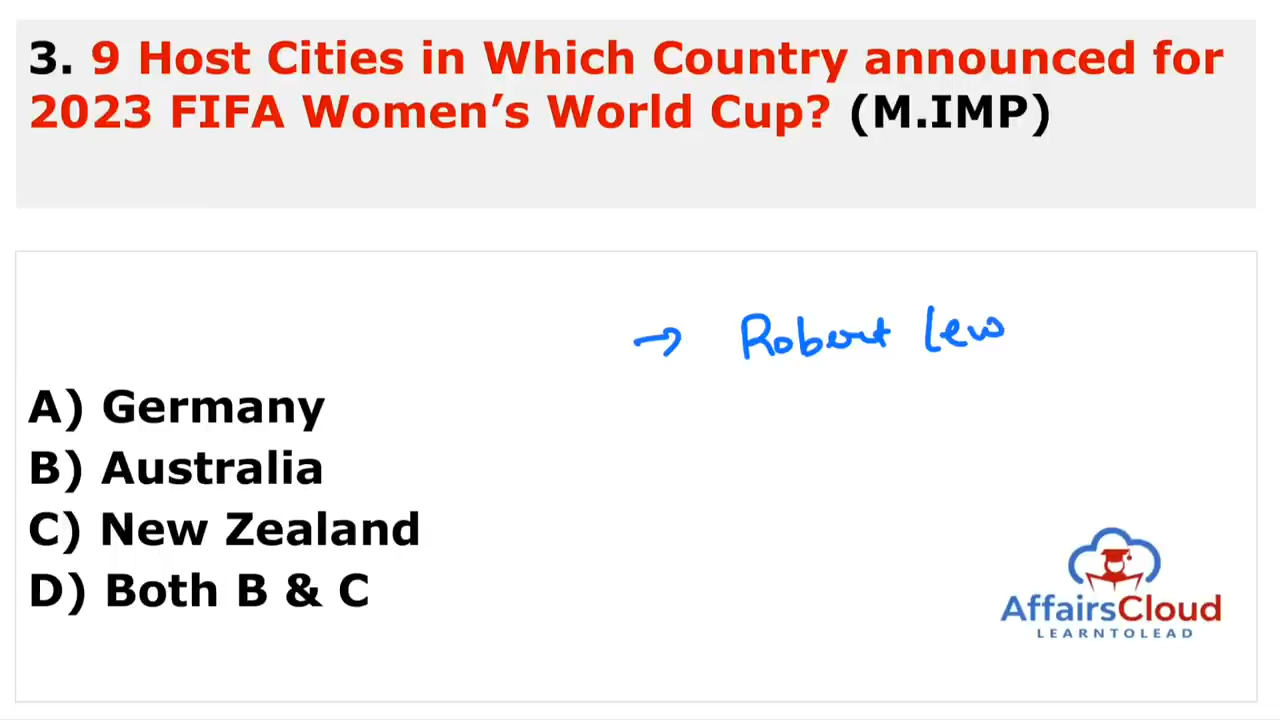 3. 9 Host Cities in Which Country announced for
2023 FIFA Women’s World Cup? (M.IMP)
→ Robert Lew
A) Germany
B) Australia
C) New Zealand
D) Both B & C
AffairsCloud
LEARNTOLEAD